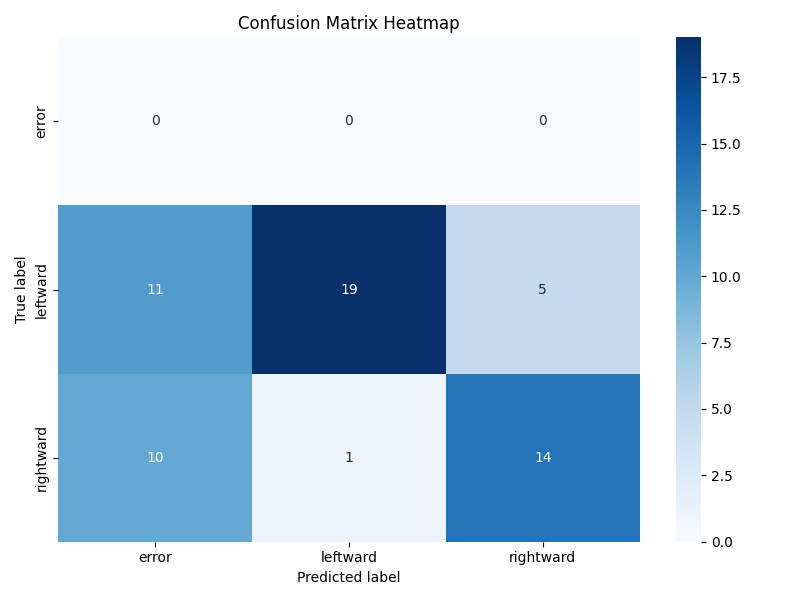 Confusion Matrix Heatmap
True label
error
leftward
rightward
0 0 0
11 19 5
10 1 14
error leftward rightward
Predicted label
17.5
15.0
12.5
10.0
7.5
5.0
2.5
0.0